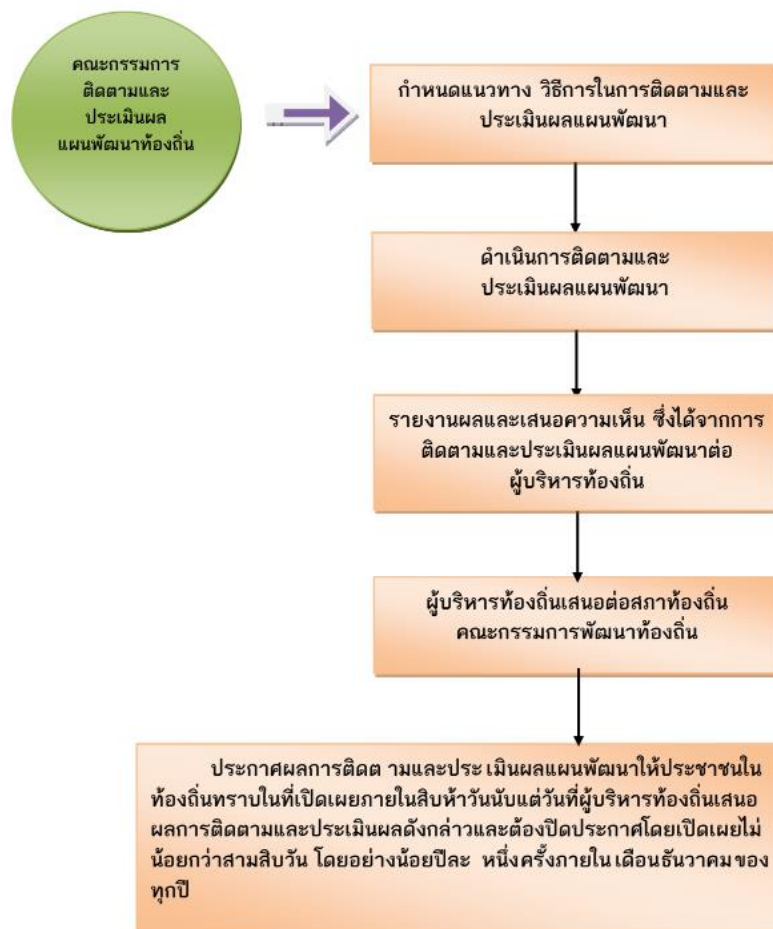 คณะกรรมการ
ติดตามและ
ประเมินผล
แผนพัฒนาท้องถิ่น
กำหนดแนวทาง วิธีการในการติดตามและ
ประเมินผลแผนพัฒนา
ดำเนินการติดตามและ
ประเมินผลแผนพัฒนา
รายงานผลและเสนอความเห็น ซึ่งได้จากการ
ติดตามและประเมินผลแผนพัฒนาต่อ
ผู้บริหารท้องถิ่น
ผู้บริหารท้องถิ่นเสนอต่อสภาท้องถิ่น
คณะกรรมการพัฒนาท้องถิ่น
ประกาศผลการติดต ามและประ เมินผลแผนพัฒนาให้ประชาชนใน
ท้องถิ่นทราบในที่เปิดเผยภายในสิบห้าวันนับแต่วันที่ผู้บริหารท้องถิ่นเสนอ
ผลการติดตามและประเมินผลดังกล่าวและต้องปิดประกาศโดยเปิดเผยไม่
น้อยกว่าสามสิบวัน โดยอย่างน้อยปีละ หนึ่งครั้งภายใน เดือนธันวาคม ของ
ทุกปี